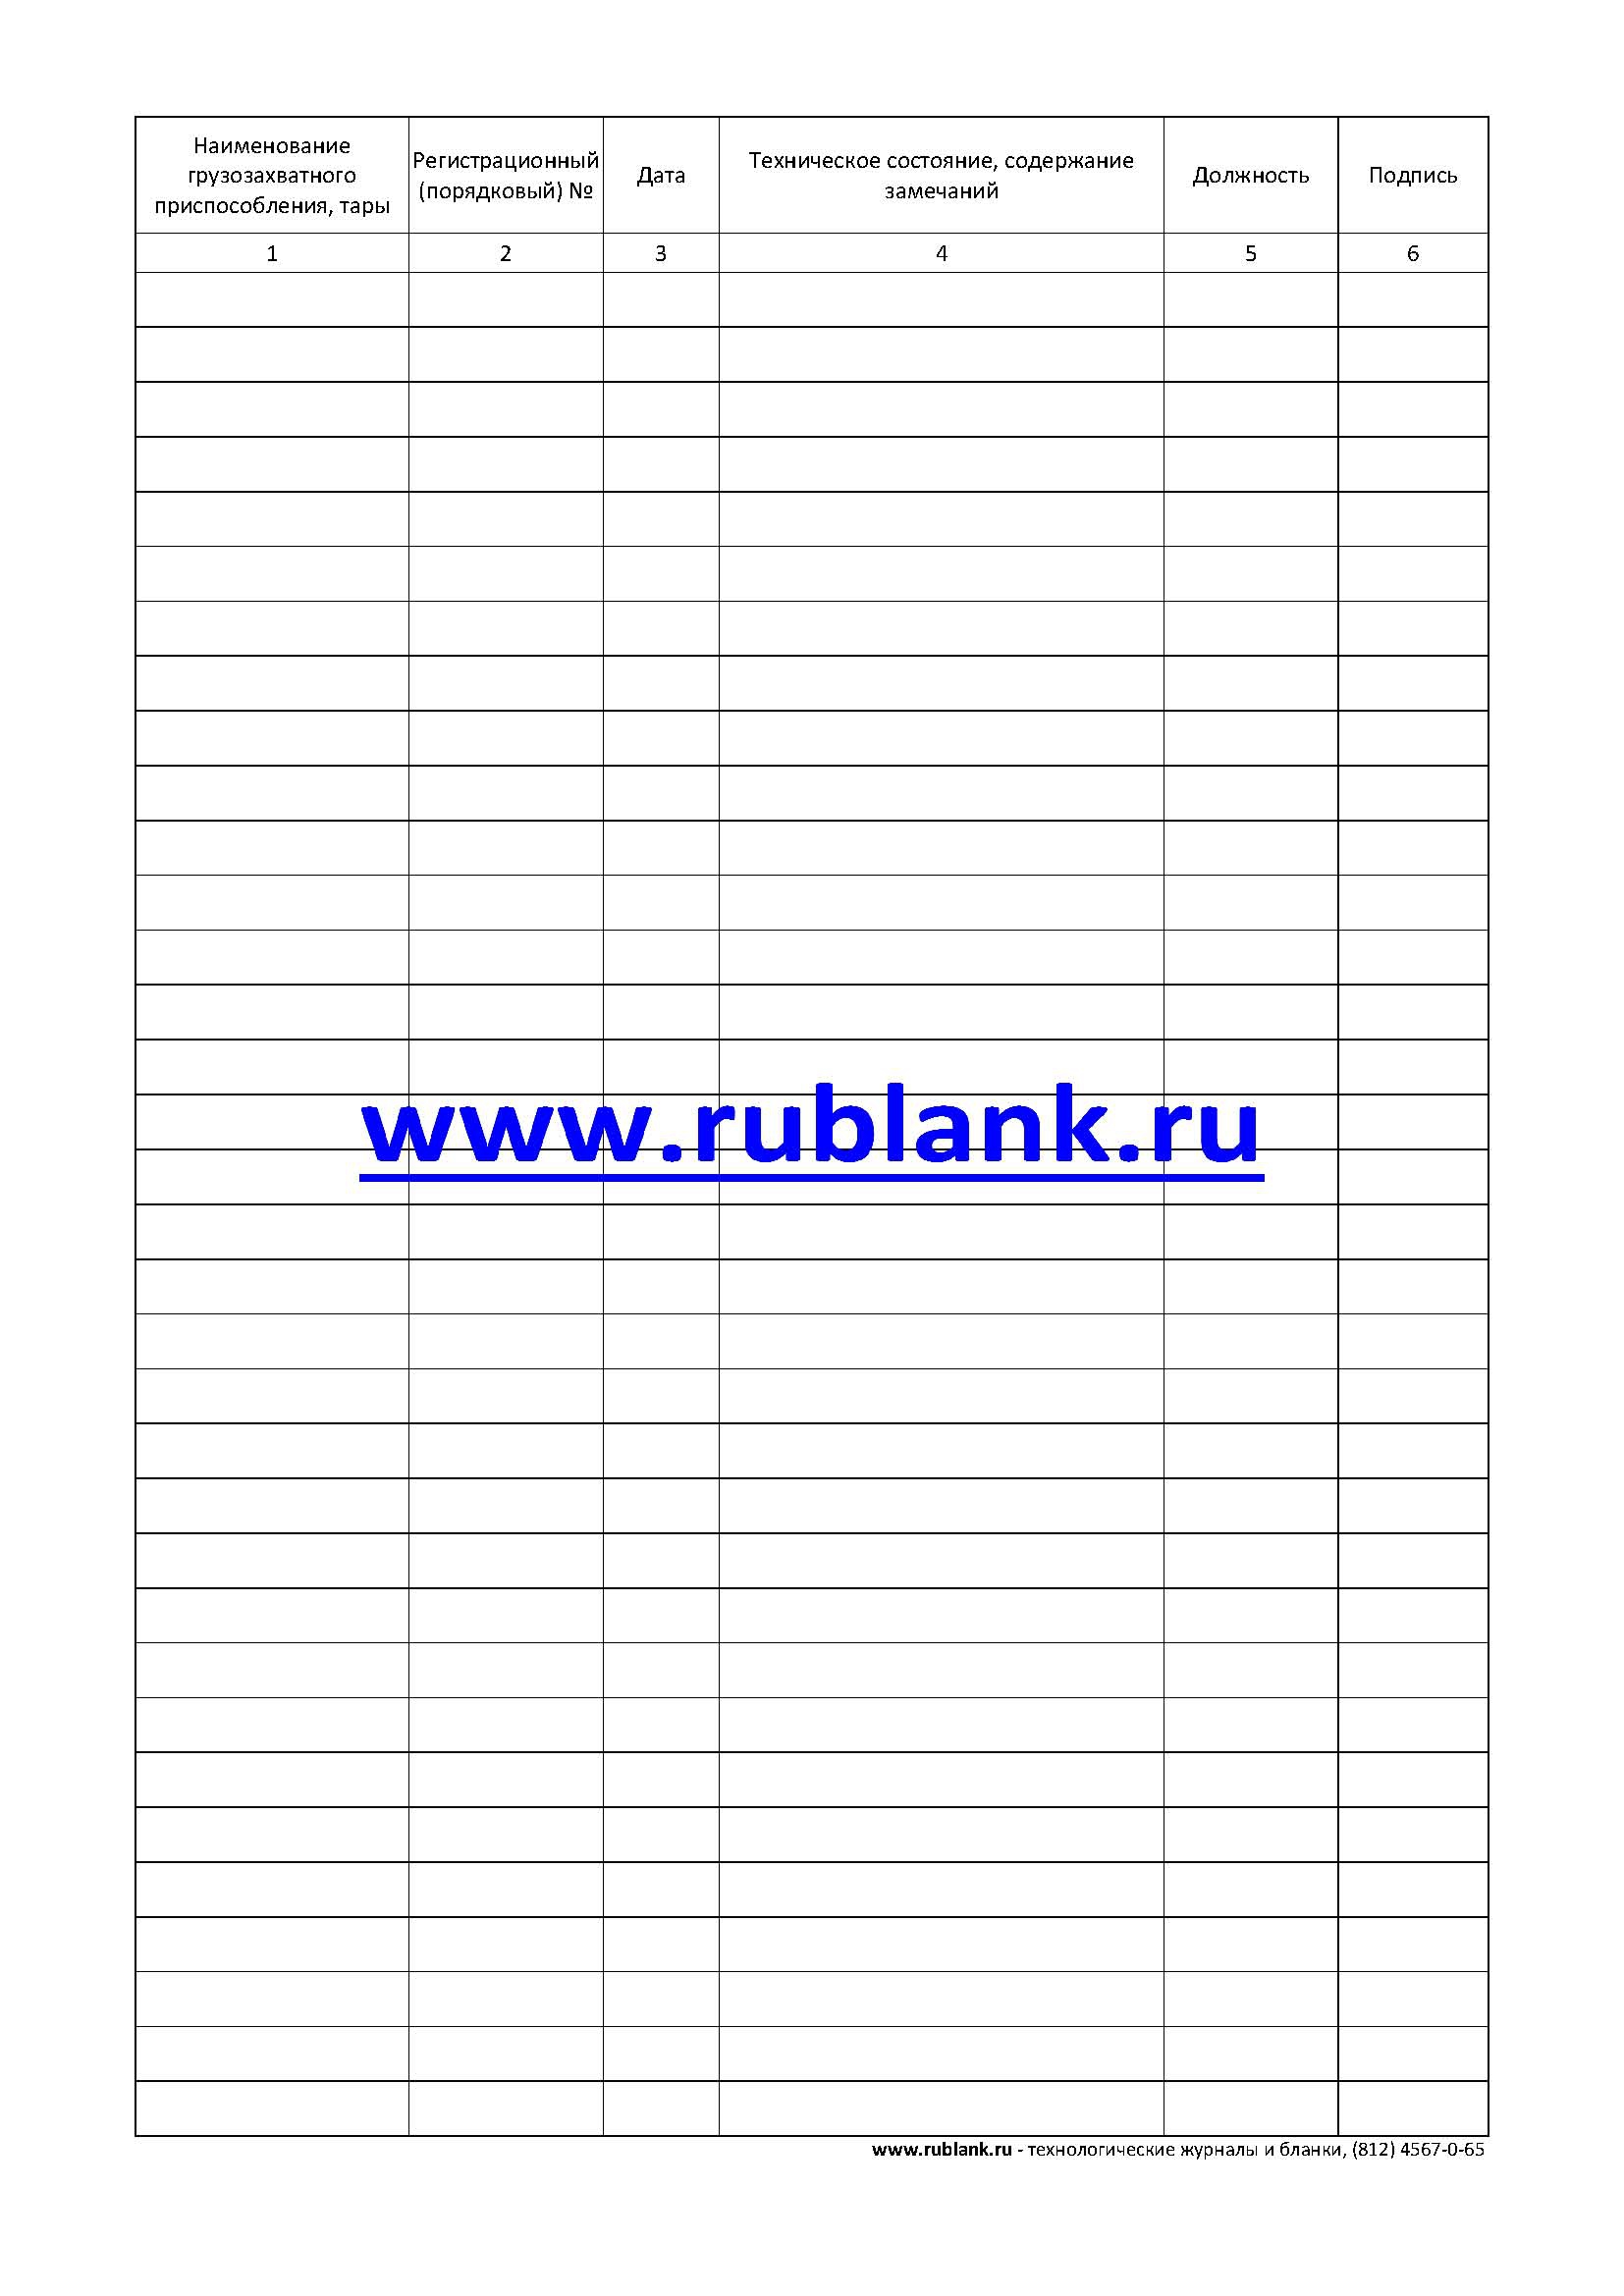 Наименование
грузозахватного
приспособления, тары
Регистрационный
(порядковый) №
Дата
Техническое состояние, содержание
замечаний
Должность
Подпись
1 2 3 4 5 6
www.rublank.ru
www.rublank.ru - технологические журналы и бланки, (812) 4567-0-65